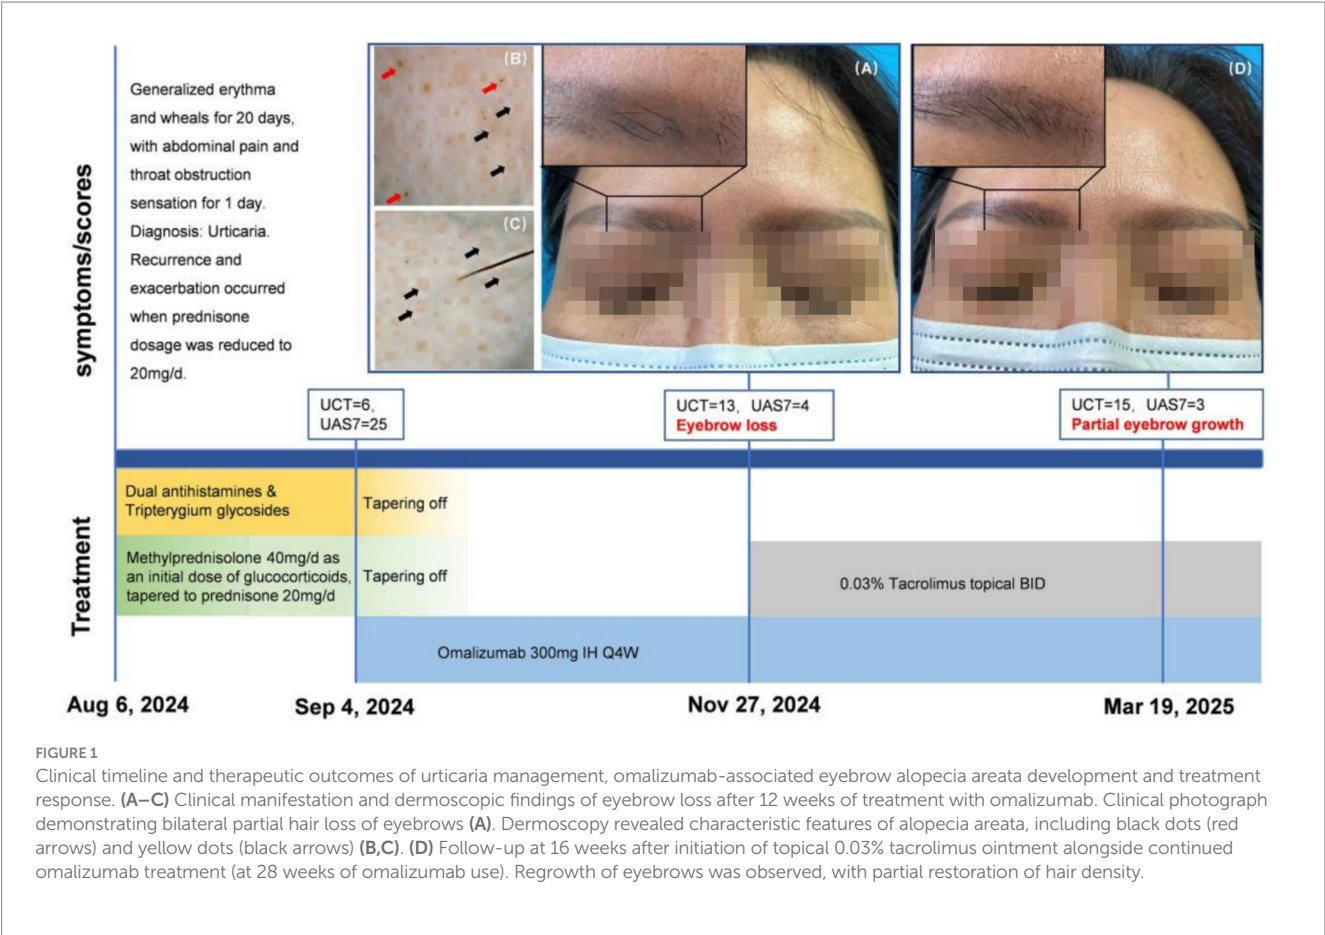 symptoms/scores
Generalized erythma
and wheals for 20 days,
with abdominal pain and
throat obstruction
sensation for 1 day.
Diagnosis: Urticaria.
Recurrence and
exacerbation occurred
when prednisone
dosage was reduced to
20mg/d.
(B)
(C)
(A)
(D)
UCT=6,
UAS7=25
UCT=13, UAS7=4
Eyebrow loss
UCT=15, UAS7=3
Partial eyebrow growth
Treatment
Dual antihistamines &
Tripterygium glycosides
Tapering off
Methylprednisolone 40mg/d as
an initial dose of glucocorticoids,
tapered to prednisone 20mg/d
Tapering off
0.03% Tacrolimus topical BID
Omalizumab 300mg IH Q4W
Aug 6, 2024
Sep 4, 2024
Nov 27, 2024
Mar 19, 2025
FIGURE 1
Clinical timeline and therapeutic outcomes of urticaria management, omalizumab-associated eyebrow alopecia areata development and treatment
response. (A–C) Clinical manifestation and dermoscopic findings of eyebrow loss after 12 weeks of treatment with omalizumab. Clinical photograph
demonstrating bilateral partial hair loss of eyebrows (A). Dermoscopy revealed characteristic features of alopecia areata, including black dots (red
arrows) and yellow dots (black arrows) (B,C). (D) Follow-up at 16 weeks after initiation of topical 0.03% tacrolimus ointment alongside continued
omalizumab treatment (at 28 weeks of omalizumab use). Regrowth of eyebrows was observed, with partial restoration of hair density.